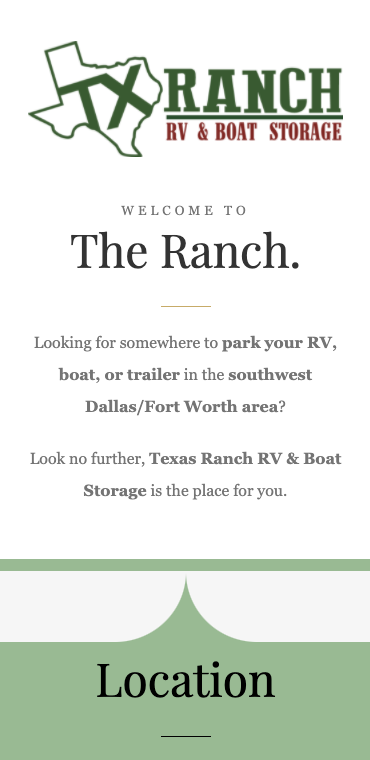 TX RANCH
RV & BOAT STORAGE
WELCOME TO
The Ranch.
Looking for somewhere to park your RV,
boat, or trailer in the southwest
Dallas/Fort Worth area?
Look no further, Texas Ranch RV & Boat
Storage is the place for you.
Location